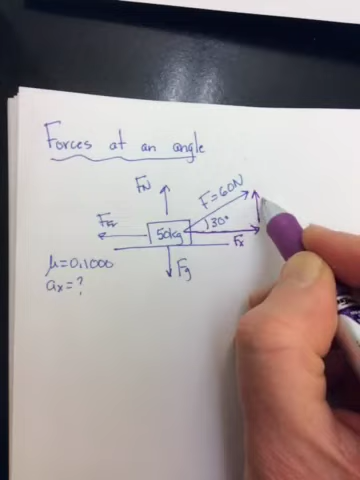 Forces at an angle
FN
F=60N
30°
Ffr
50kg
Fx
Fg
μ=0.1000
ax=?